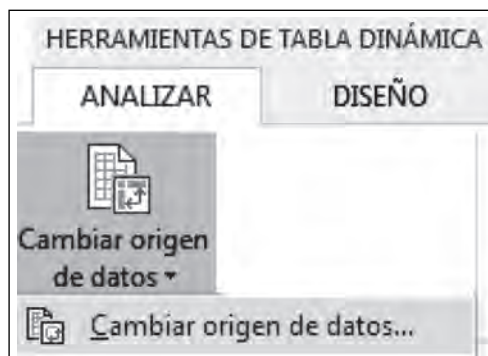 HERRAMIENTAS DE TABLA DINÁMICA
ANALIZAR DISEÑO
Cambiar origen
de datos
Cambiar origen de datos...